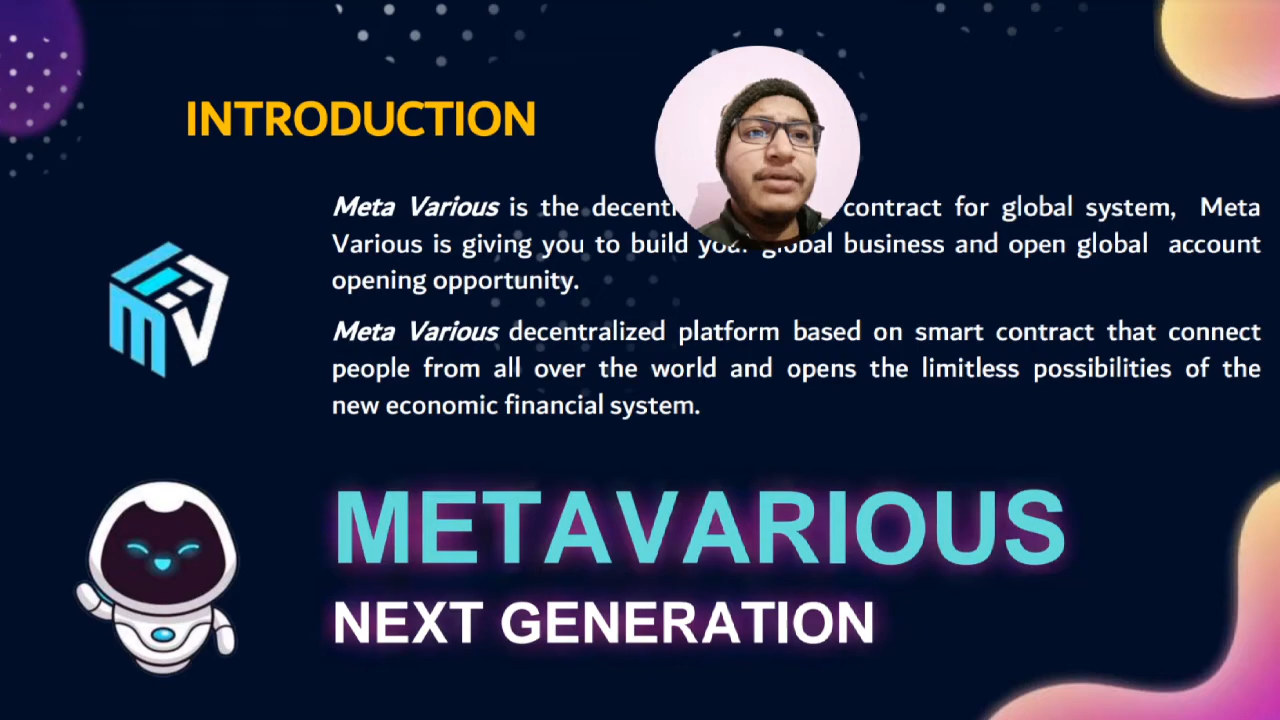 INTRODUCTION
Meta Various is the contract for global system, Meta
Various is giving you to build your global business and open global account
opening opportunity.
Meta Various decentralized platform based on smart contract that connect
people from all over the world and opens the limitless possibilities of the
new economic financial system.
mv
METAVARIOUS
NEXT GENERATION